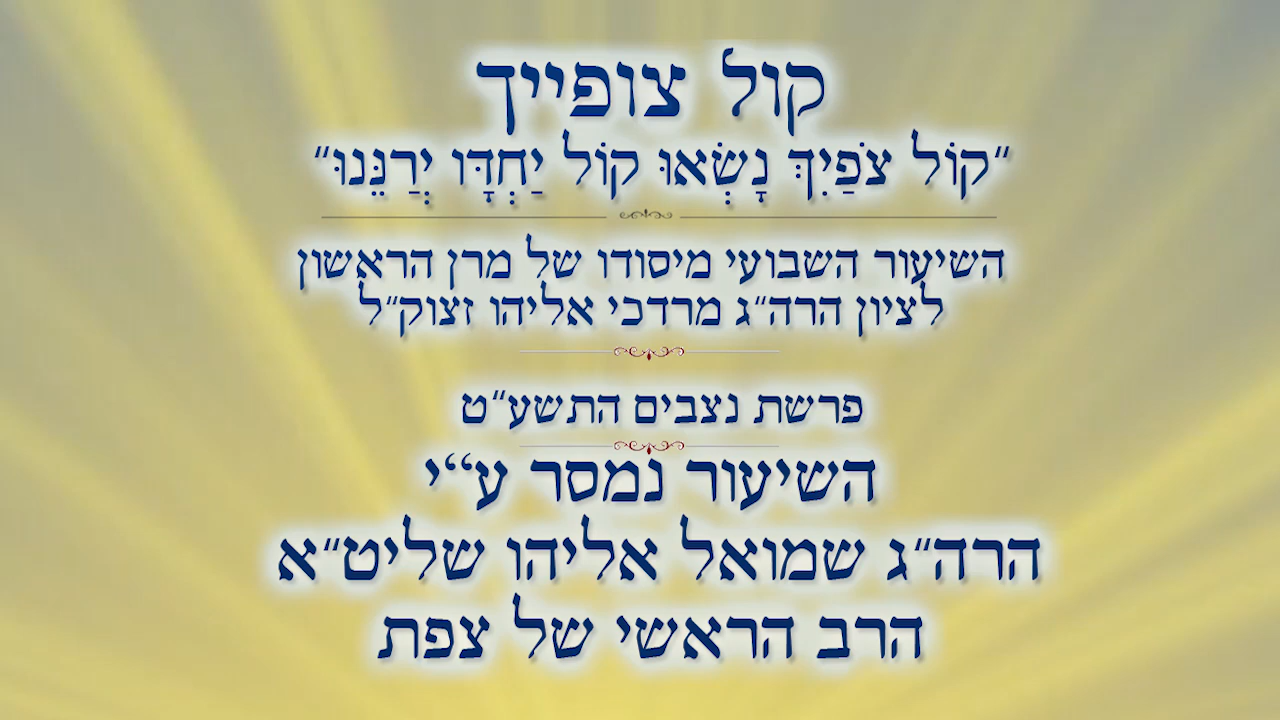 קול צופייך
"קוֹל צֹפַיִךְ נָשְׂאוּ קוֹל יַחְדָּו יְרַנֵּנוּ"
השיעור השבועי מיסודו של מרן הראשון
לציון הרה"ג מרדכי אליהו זצוק"ל
פרשת נצבים התשע"ט
השיעור נמסר ע“י
הרה"ג שמואל אליהו שליט"א
הרב הראשי של צפת